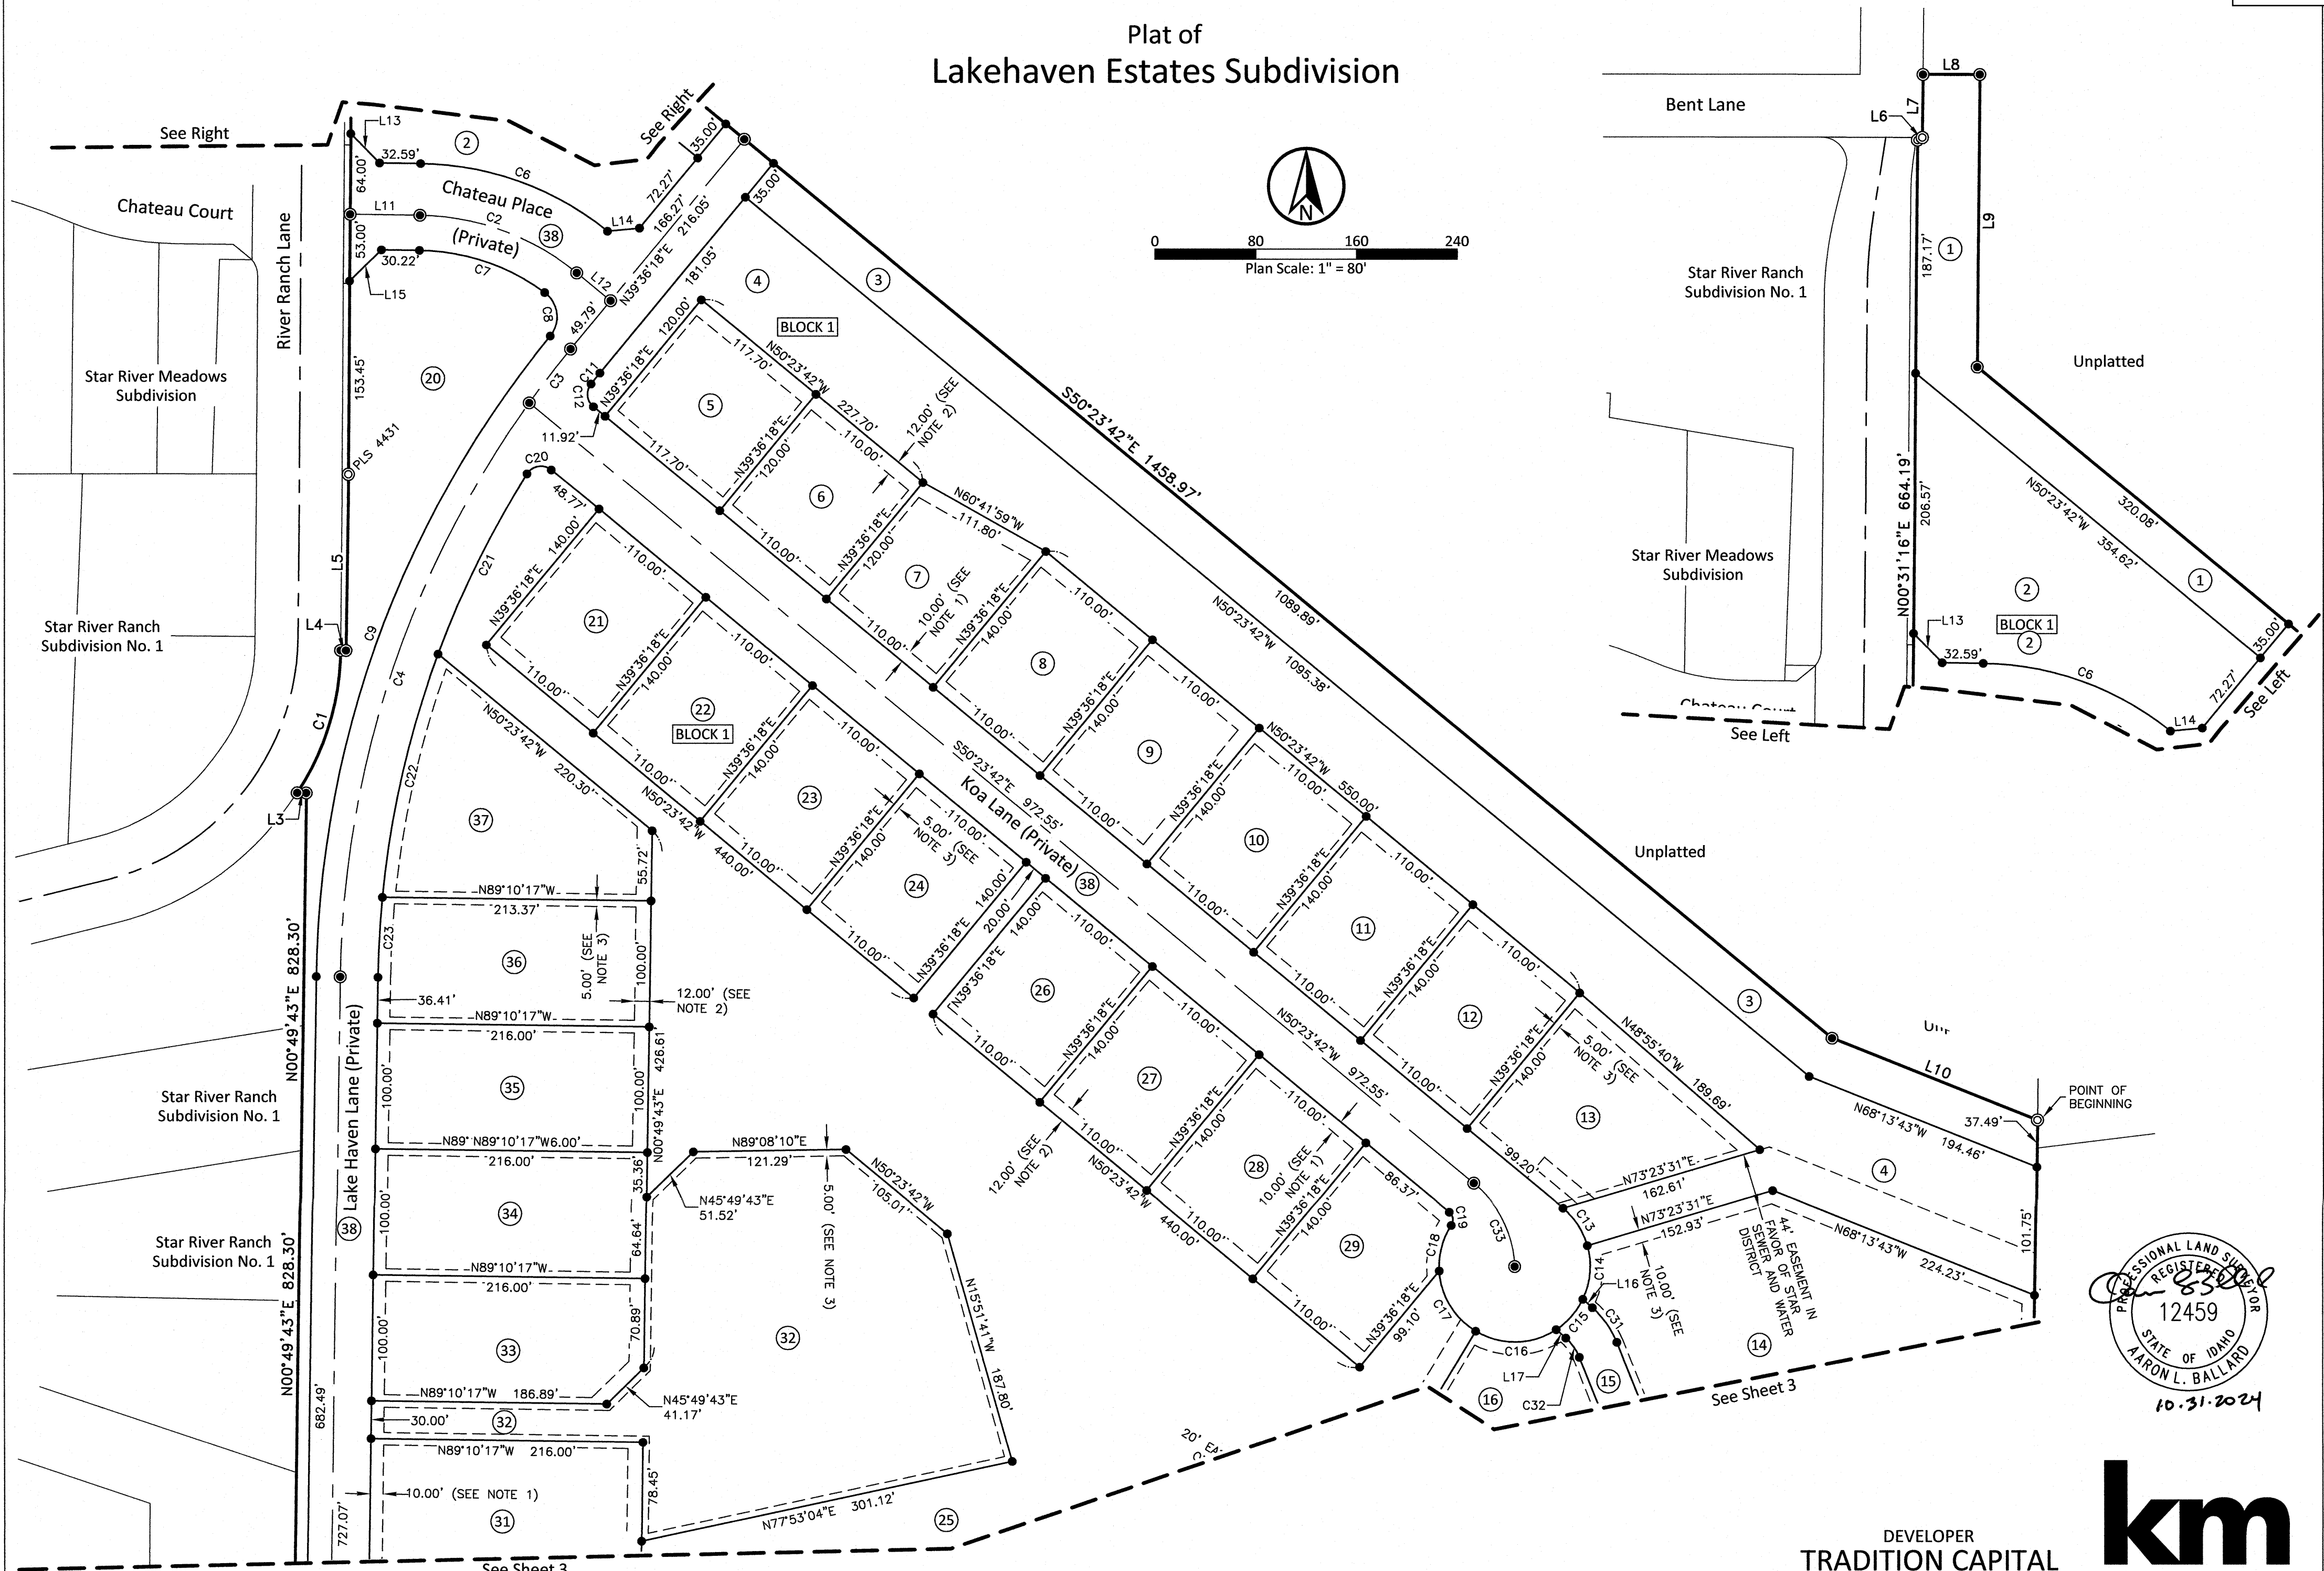 Plat of
Lakehaven Estates Subdivision
See Right
See Right
L13
32.59'
2
C6
64.00'
Chateau Place
(Private)
38
L11
C2
L14
72.27'
35.00'
166.27'
216.05'
N39°36'18"E
181.05'
35.00'
53.00'
30.22'
C7
L15
L12
C8
49.79'
C3
C11
C12
11.92'
Chateau Court
River Ranch Lane
Star River Meadows
Subdivision
153.45'
20
PLS 4431
L5
L4
C1
L3
Star River Ranch
Subdivision No. 1
C9
C4
C20
48.77'
C21
C22
C23
0 80 160 240
Plan Scale: 1" = 80'
N
3
4
BLOCK 1
S50°23'42"E 1458.97'
1089.89'
N50°23'42"W
1095.38'
N39°36'18"E
120.00'
117.70'
N50°23'42"W
227.70'
5
117.70'
N39°36'18"E
120.00'
110.00'
12.00' (SEE
NOTE 2)
6
110.00'
N39°36'18"E
120.00'
N60°41'59"W
111.80'
7
10.00' (SEE
NOTE 1)
110.00'
N39°36'18"E
140.00'
110.00'
8
110.00'
N39°36'18"E
140.00'
110.00'
9
110.00'
N39°36'18"E
140.00'
N50°23'42"W
550.00'
110.00'
10
110.00'
N39°36'18"E
140.00'
110.00'
11
110.00'
N39°36'18"E
140.00'
110.00'
12
110.00'
N39°36'18"E
140.00'
5.00' (SEE
NOTE 3)
N48°55'40"W
189.69'
13
99.20'
N73°23'31"E
162.61'
N73°23'31"E
152.93'
44' EASEMENT IN
FAVOR OF STAR
SEWER AND WATER
DISTRICT
10.00' (SEE
NOTE 3)
14
N68°13'43"W
224.23'
4
101.75'
N68°13'43"W 194.46'
3
L10
37.49'
POINT OF
BEGINNING
Unplatted
S50°23'42"E 972.55'
Koa Lane (Private)
38
N50°23'42"W 972.55'
N39°36'18"E
140.00'
110.00'
21
110.00'
N39°36'18"E
140.00'
110.00'
22
BLOCK 1
110.00'
N39°36'18"E
140.00'
N50°23'42"W
440.00'
110.00'
23
110.00'
N39°36'18"E
140.00'
5.00' (SEE
NOTE 3)
110.00'
24
110.00'
N39°36'18"E
140.00'
20.00'
N39°36'18"E
140.00'
110.00'
26
110.00'
N39°36'18"E
140.00'
12.00' (SEE
NOTE 2)
110.00'
27
110.00'
N50°23'42"W
440.00'
N39°36'18"E
140.00'
110.00'
28
10.00' (SEE
NOTE 1)
110.00'
N39°36'18"E
140.00'
86.37'
29
110.00'
N39°36'18"E
99.10'
C19
C18
C33
C13
C14
L16
C31
C15
C16
C17
L17
C32
15
16
See Sheet 3
N50°23'42"W
220.30'
37
55.72'
N89°10'17"W
213.37'
5.00' (SEE
NOTE 3)
36
100.00'
12.00' (SEE
NOTE 2)
36.41'
N89°10'17"W
216.00'
426.61'
100.00'
35
100.00'
N00°49'43"E
N89°10'17"W
216.00'
35.36'
100.00'
34
64.64'
N89°10'17"W
216.00'
100.00'
33
70.89'
N89°10'17"W 186.89'
N45°49'43"E
41.17'
30.00'
32
N89°10'17"W 216.00'
10.00' (SEE NOTE 1)
31
78.45'
N77°53'04"E 301.12'
25
N45°49'43"E
51.52'
N89°08'10"E
121.29'
5.00' (SEE NOTE 3)
N50°23'42"W
105.01'
32
N15°51'41"W 187.80'
Lake Haven Lane (Private)
38
N00°49'43"E 828.30'
N00°49'43"E 828.30'
682.49'
727.07'
Star River Ranch
Subdivision No. 1
Star River Ranch
Subdivision No. 1
See Sheet 3
L8
L7
L6
Bent Lane
L9
1
187.17'
Star River Ranch
Subdivision No. 1
Unplatted
N00°31'16"E 664.19'
206.57'
N50°23'42"W
354.62'
320.08'
1
Star River Meadows
Subdivision
2
BLOCK 1
2
L13
32.59'
C6
L14
72.27'
35.00'
See Left
See Left
PROFESSIONAL LAND SURVEYOR
REGISTERED
12459
STATE OF IDAHO
AARON L. BALLARD
10.31.2024
km
DEVELOPER
TRADITION CAPITAL